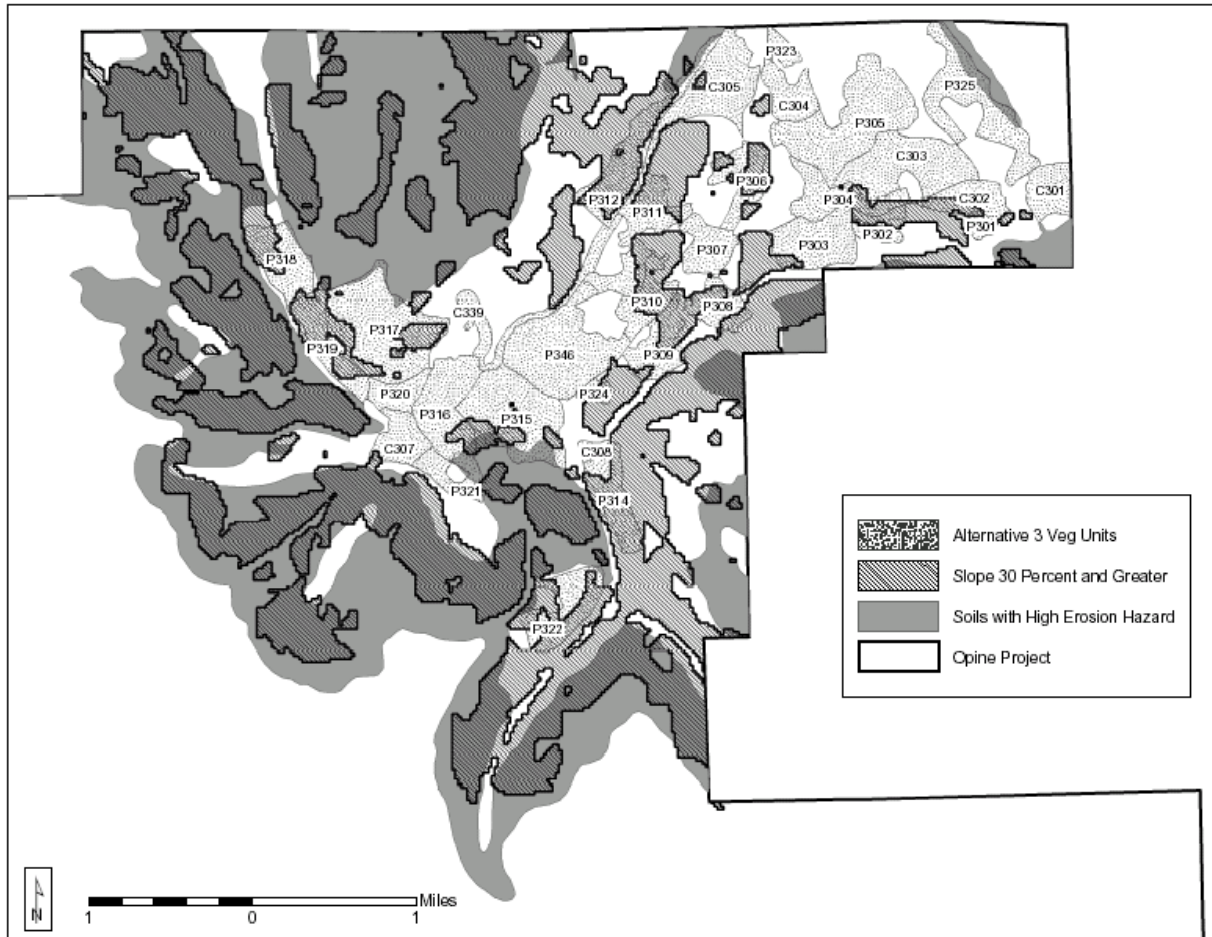 P323
C305
P325
C304
P305
C303
P306
C301
P312
P304
C302
P311
P301
P302
P307
P303
P318
P310
P308
C339
P317
P319
P346
P309
P320
P324
P316
P315
C307
C308
P321
P314
P322
Alternative 3 Veg Units
Slope 30 Percent and Greater
Soils with High Erosion Hazard
Opine Project
N
Miles
1
0
1